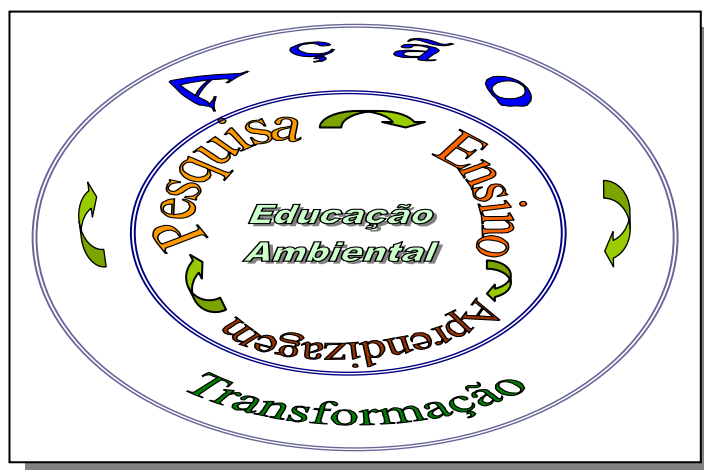 Ação
Pesquisa
Ensino
Educação
Ambiental
Aprendizagem
Transformação